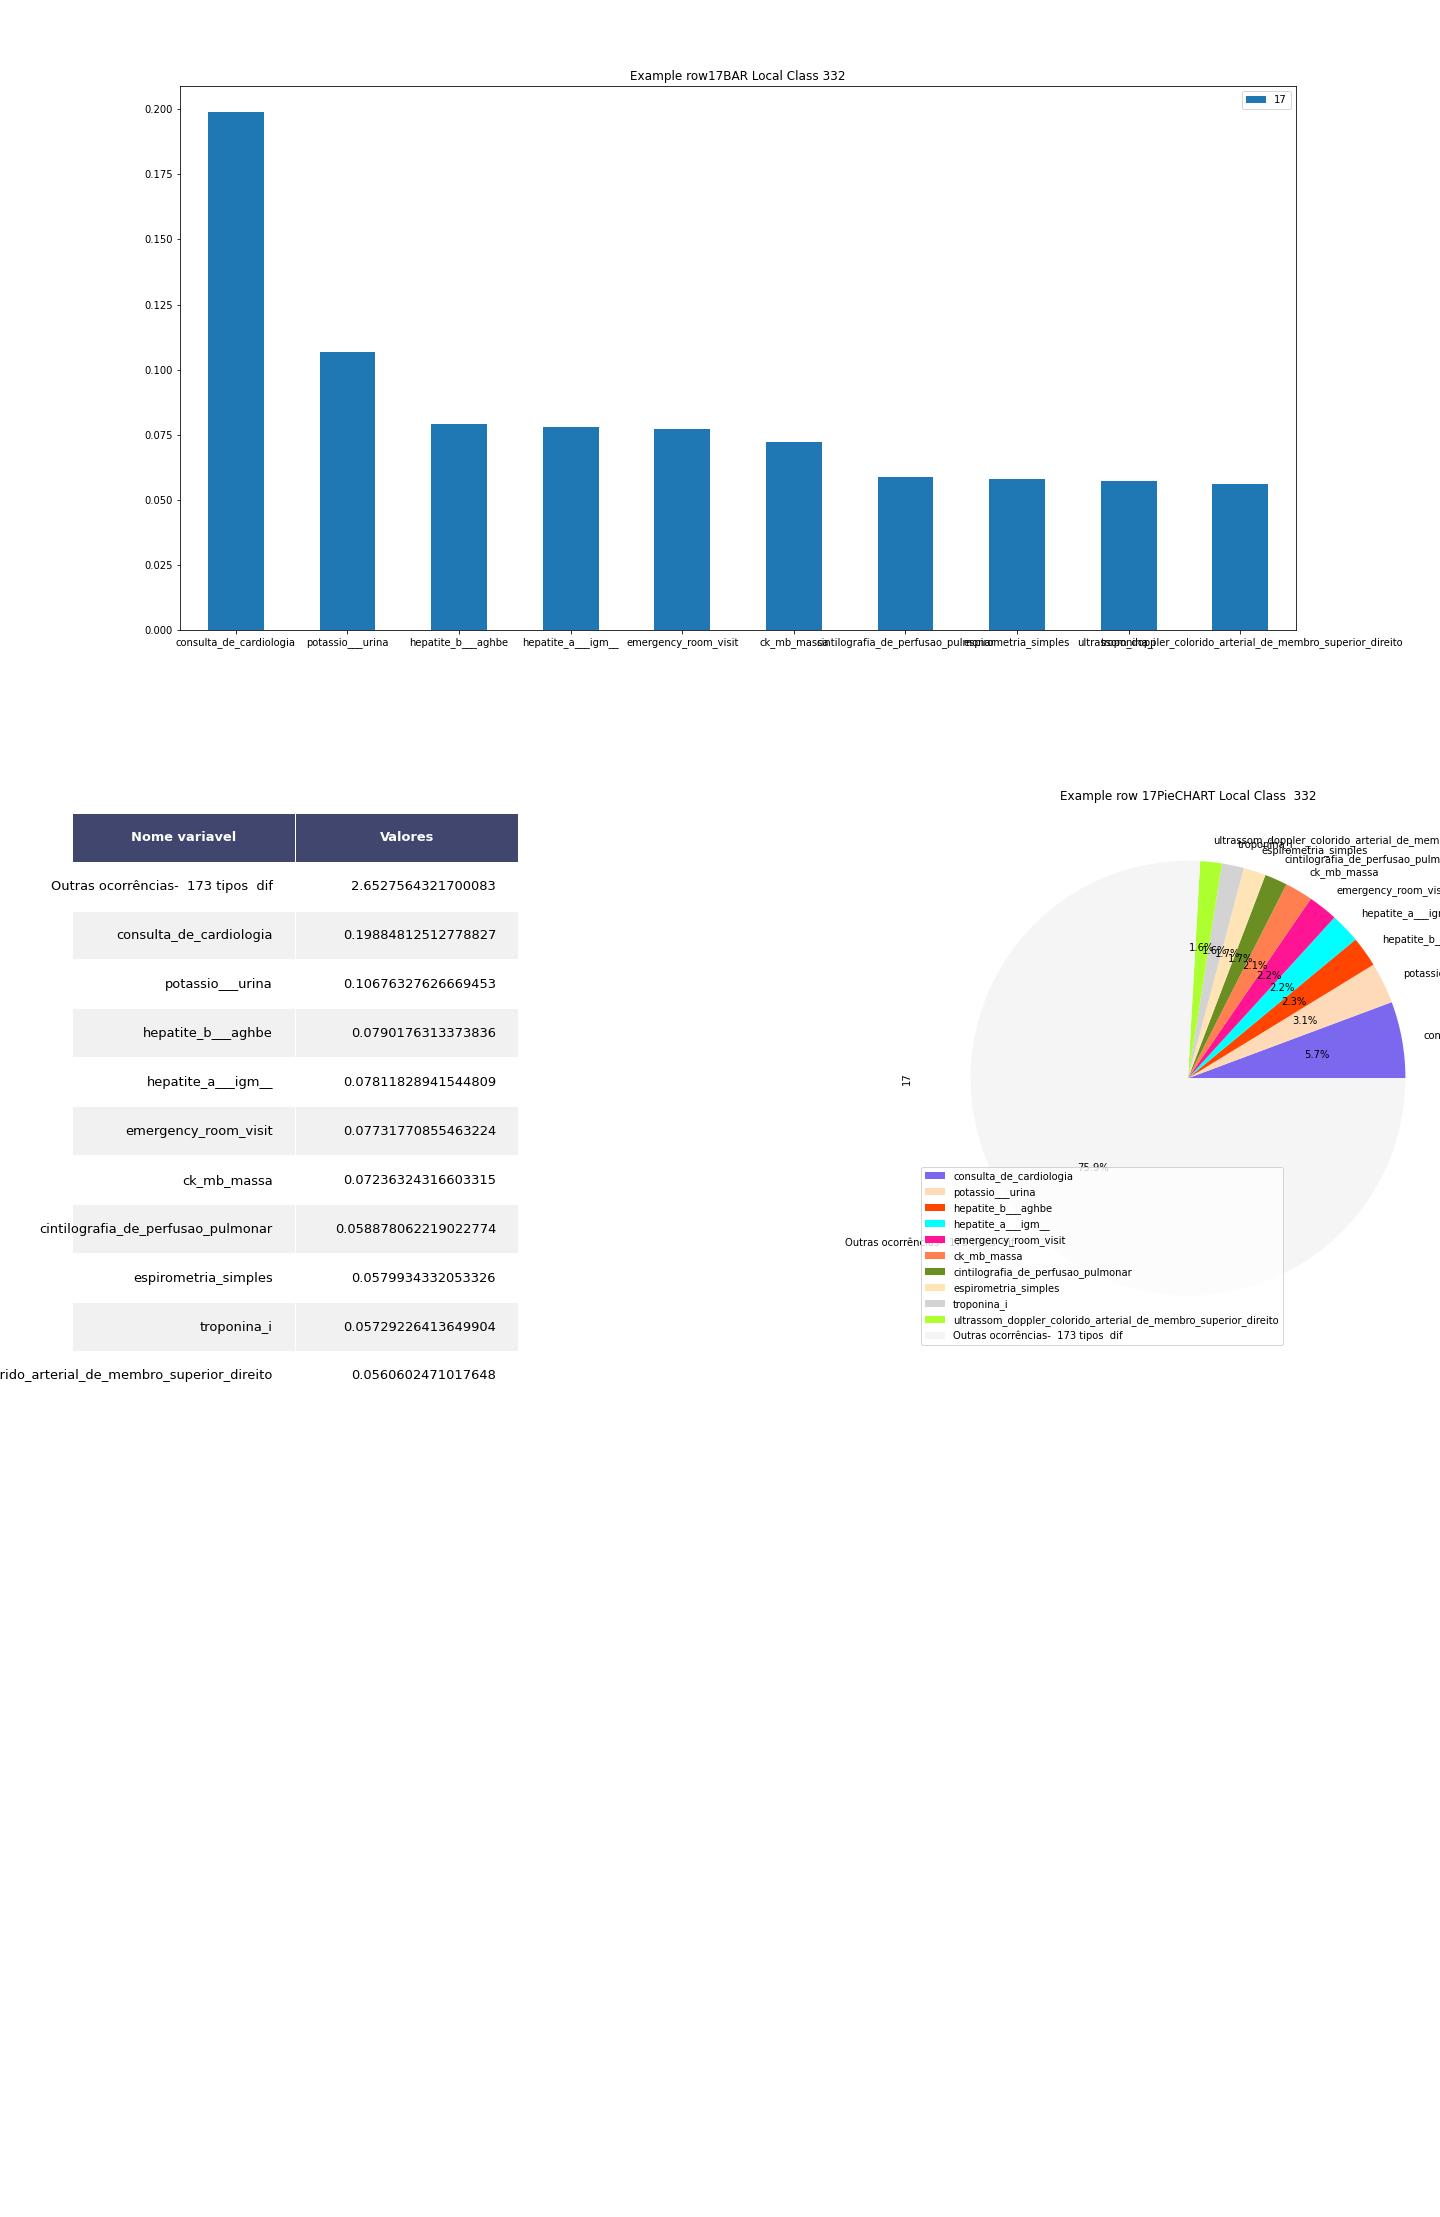 Example row17BAR Local Class 332
17
0.200
0.175
0.150
0.125
0.100
0.075
0.050
0.025
0.000
consulta_de_cardiologia
potassio___urina
hepatite_b___aghbe
hepatite_a___igm__
emergency_room_visit
ck_mb_massa
cintilografia_de_perfusao_pulmonar
espirometria_simples
troponina_i
ultrassom_doppler_colorido_arterial_de_membro_superior_direito
Nome variavel Valores
Outras ocorrências-  173 tipos  dif 2.6527564321700083
consulta_de_cardiologia 0.19884812512778827
potassio___urina 0.10676327626669453
hepatite_b___aghbe 0.0790176313373836
hepatite_a___igm__ 0.07811828941544809
emergency_room_visit 0.07731770855463224
ck_mb_massa 0.07236324316603315
cintilografia_de_perfusao_pulmonar 0.058878062219022774
espirometria_simples 0.0579934332053326
troponina_i 0.05729226413649904
rido_arterial_de_membro_superior_direito 0.0560602471017648
Example row 17PieCHART Local Class  332
ultrassom_doppler_colorido_arterial_de_mem
troponina_i
espirometria_simples
cintilografia_de_perfusao_pulm
ck_mb_massa
emergency_room_vis
hepatite_a___ig
hepatite_b__
potassi
con
1.6%
1.6%
1.7%
1.7%
2.1%
2.2%
2.2%
2.3%
3.1%
5.7%
17
75.9%
Outras ocorrências-
consulta_de_cardiologia
potassio___urina
hepatite_b___aghbe
hepatite_a___igm__
emergency_room_visit
ck_mb_massa
cintilografia_de_perfusao_pulmonar
espirometria_simples
troponina_i
ultrassom_doppler_colorido_arterial_de_membro_superior_direito
Outras ocorrências-  173 tipos  dif